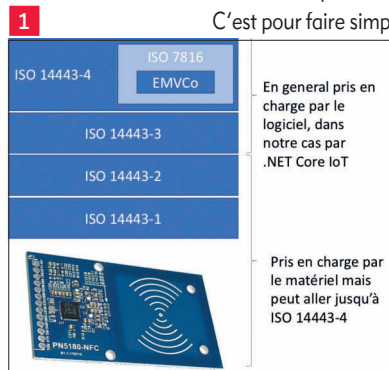 1
C'est pour faire simp
ISO 14443-4
ISO 7816
EMVCo
ISO 14443-3
ISO 14443-2
ISO 14443-1
En general pris en
charge par le
logiciel, dans
notre cas par
.NET Core IoT
Pris en charge par
le matériel mais
peut aller jusqu'à
ISO 14443-4
PN5180-NFC